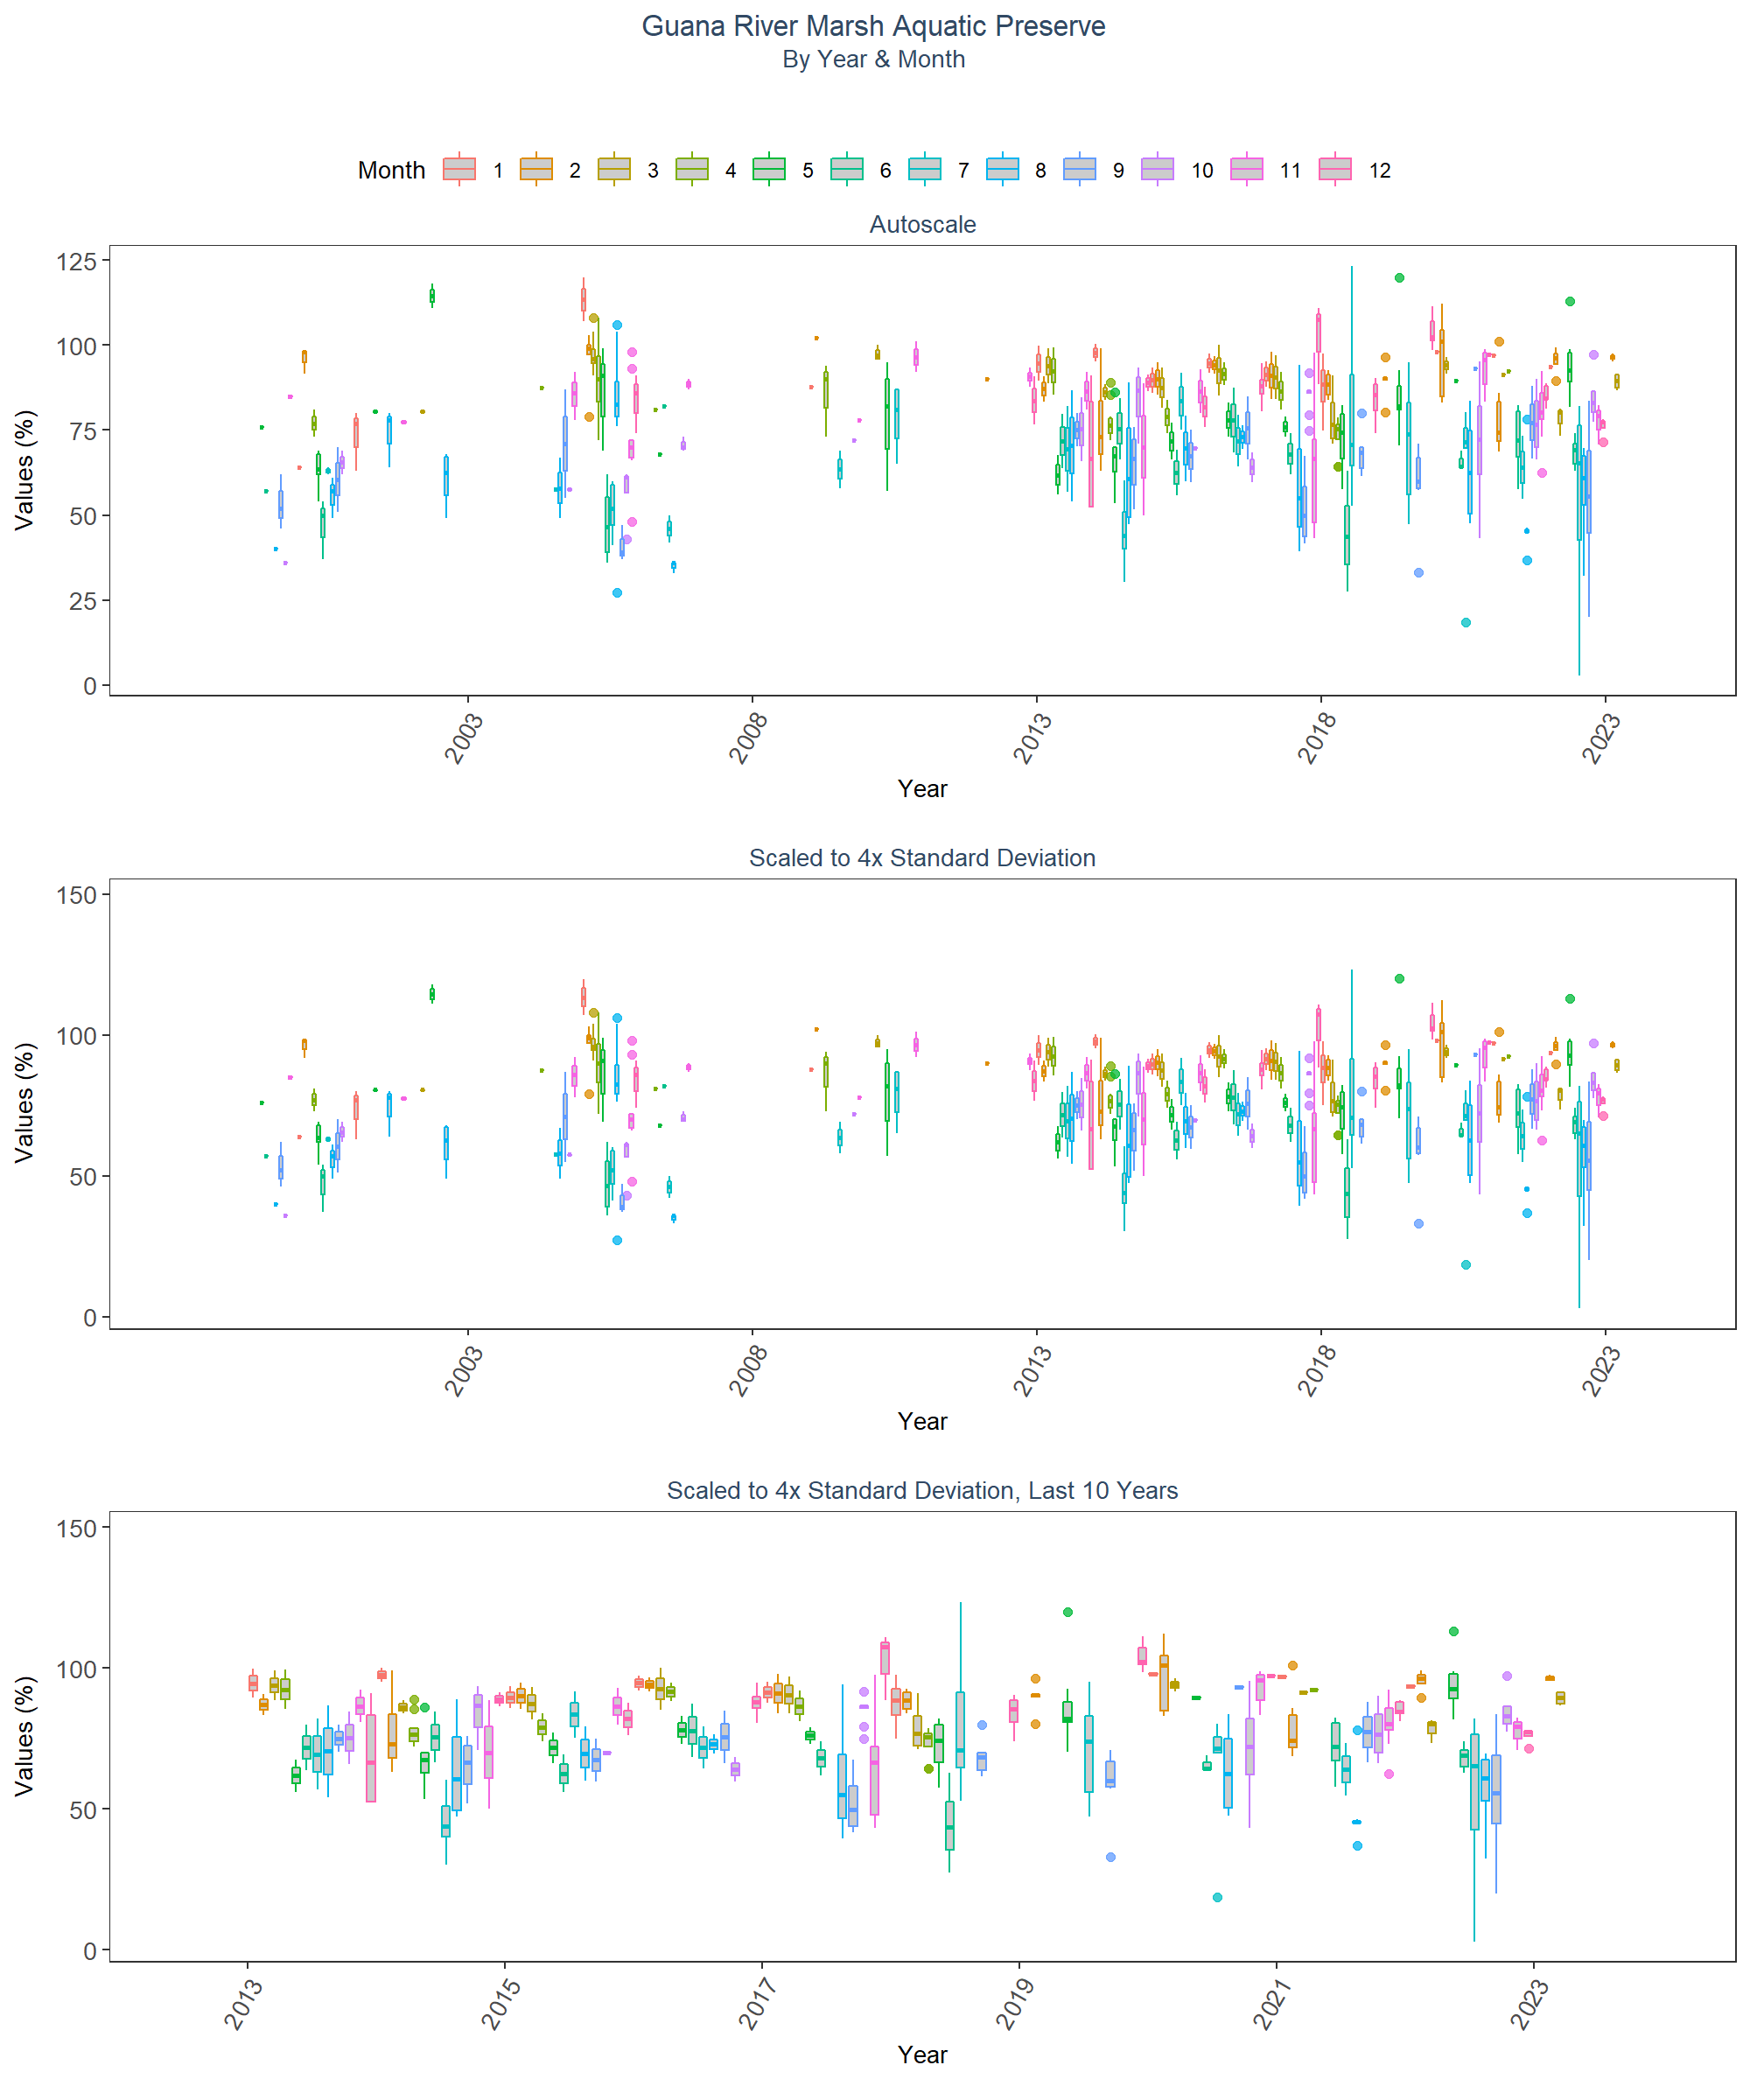 Guana River Marsh Aquatic Preserve
By Year & Month
Month 1 2 3 4 5 6 7 8 9 10 11 12
Autoscale
125
100
75
50
25
0
Values (%)
2003 2008 2013 2018 2023
Year
Scaled to 4x Standard Deviation
150
100
50
0
Values (%)
2003 2008 2013 2018 2023
Year
Scaled to 4x Standard Deviation, Last 10 Years
150
100
50
0
Values (%)
2013 2015 2017 2019 2021 2023
Year